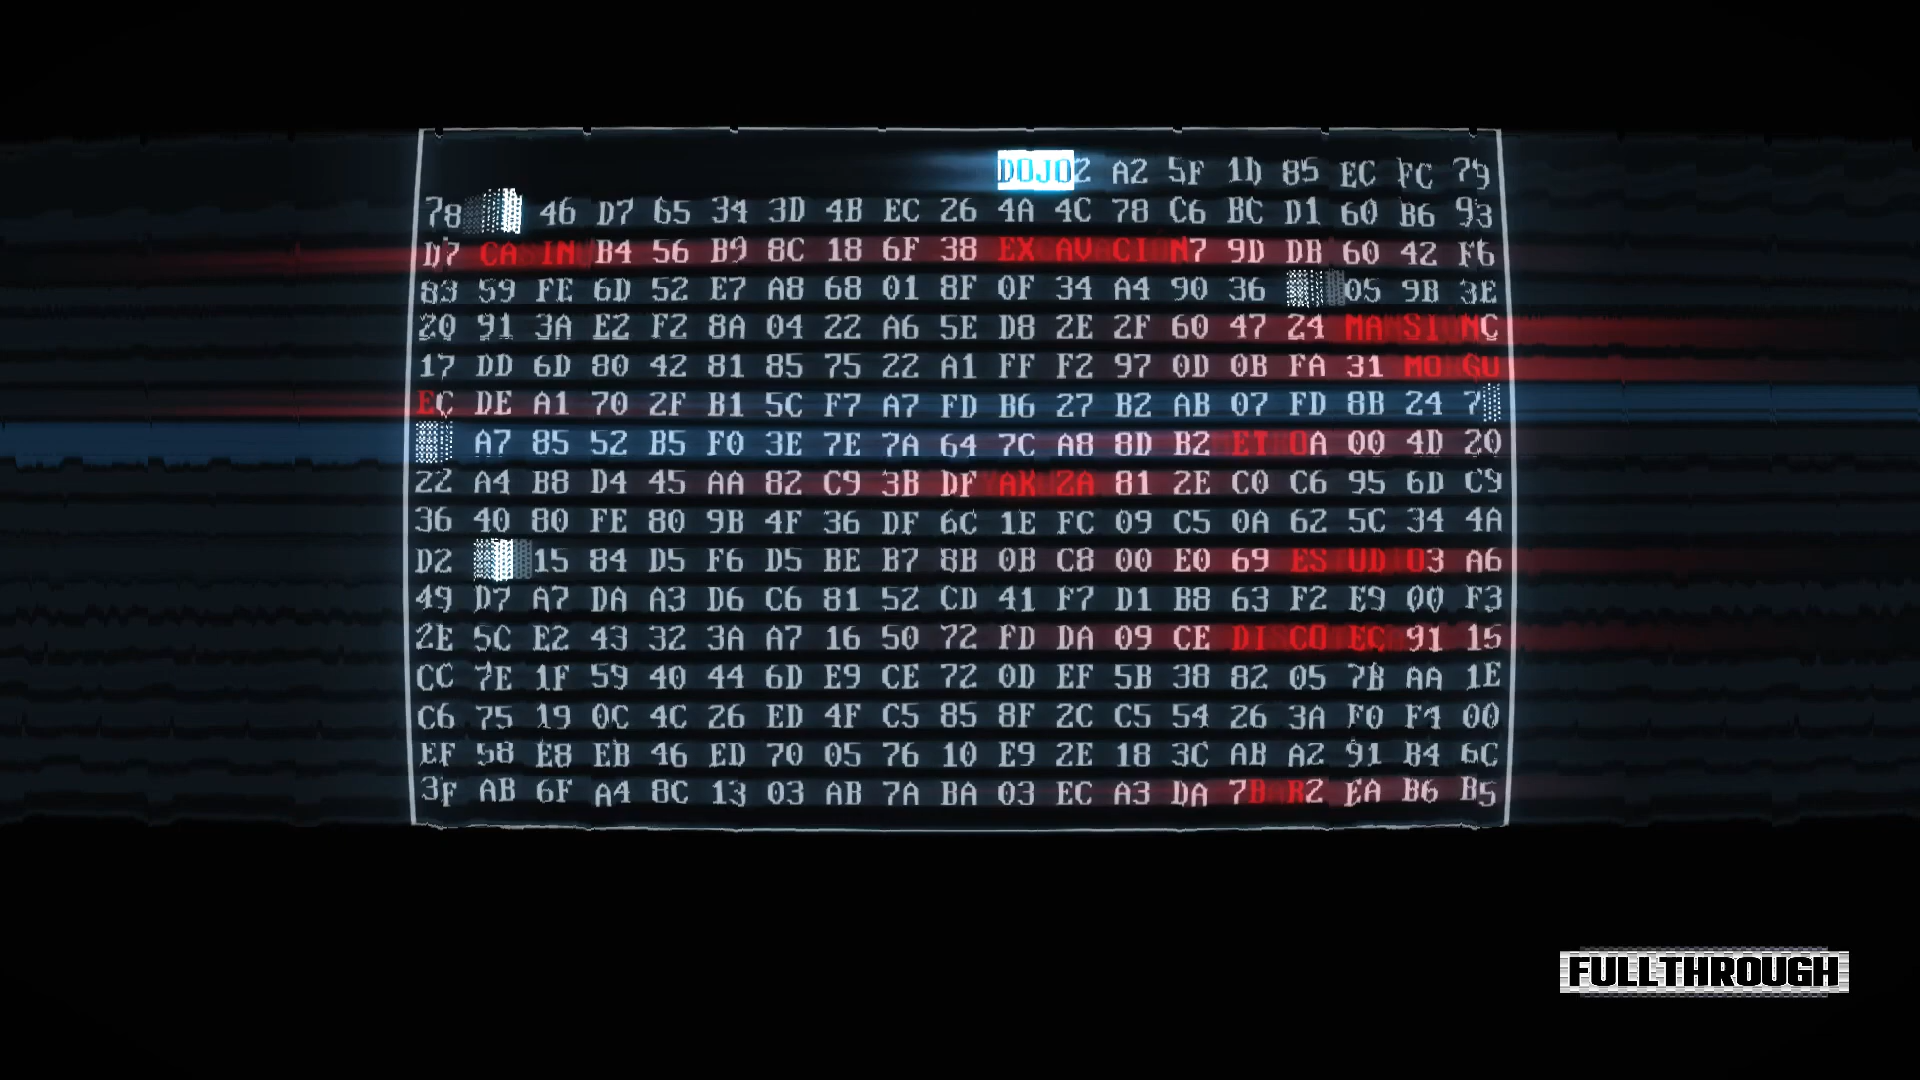 DOJO2 A2 5F 1D 85 EC FC 79
78 46 D7 65 34 3D 4B EC 26 4A 4C 78 C6 BC D1 60 B6 93
D7 CA IN B4 56 B9 8C 18 6F 38 EX AV CI N7 9D DB 60 42 F6
83 59 FE 6D 52 E7 A8 68 01 8F 0F 34 A4 90 36 05 9B 3E
20 91 3A E2 F2 8A 04 22 A6 5E D8 2E 2F 60 47 24 MA SI NC
17 DD 6D 80 42 81 85 75 22 A1 FF F2 97 0D 0B FA 31 MO GU
EC DE A1 70 2F B1 5C F7 A7 FD B6 27 B2 AB 07 FD 8B 24 7
A7 85 52 B5 F0 3E 7E 7A 64 7C A8 8D B2 ET 0A 00 4D 20
22 A4 B8 D4 45 AA 82 C9 3B DF AK ZA 81 2E C0 C6 95 6D C9
36 40 80 FE 80 9B 4F 36 DF 6C 1E FC 09 C5 0A 62 5C 34 4A
D2 15 84 D5 F6 D5 BE B7 8B 0B C8 00 E0 69 ES UD O3 A6
49 D7 A7 DA A3 D6 C6 81 52 CD 41 F7 D1 B8 63 F2 E9 00 F3
2E 5C E2 43 32 3A A7 16 50 72 FD DA 09 CE DI CO EC 91 15
CC 7E 1F 59 40 44 6D E9 CE 72 0D EF 5B 38 82 05 7B AA 1E
C6 75 19 0C 4C 26 ED 4F C5 85 8F 2C C5 54 26 3A F0 F4 00
EF 58 E8 EB 46 ED 70 05 76 10 E9 2E 18 3C AB A2 91 B4 6C
3F AB 6F A4 8C 13 03 AB 7A BA 03 EC A3 DA 7B R2 EA B6 B5
FULLTHROUGH